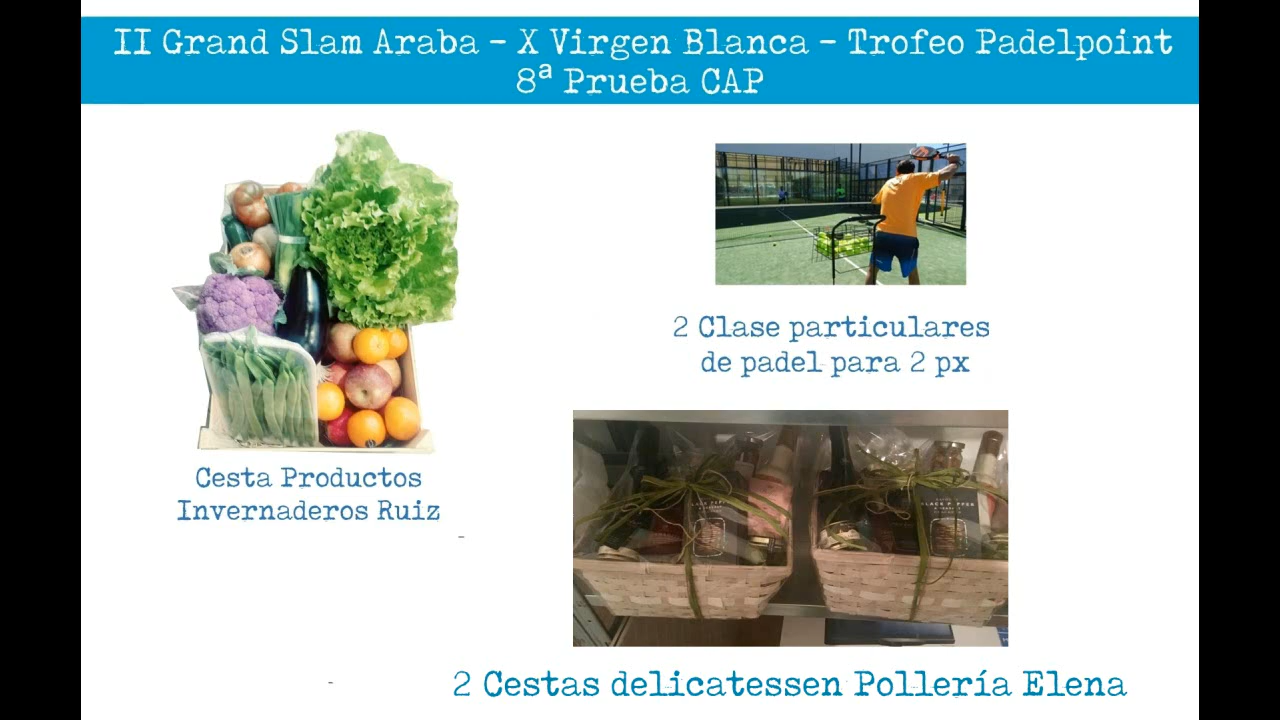 II Grand Slam Araba - X Virgen Blanca - Trofeo Padelpoint
8ª Prueba CAP
2 Clase particulares
de padel para 2 px
Cesta Productos
Invernaderos Ruiz
2 Cestas delicatessen Pollería Elena